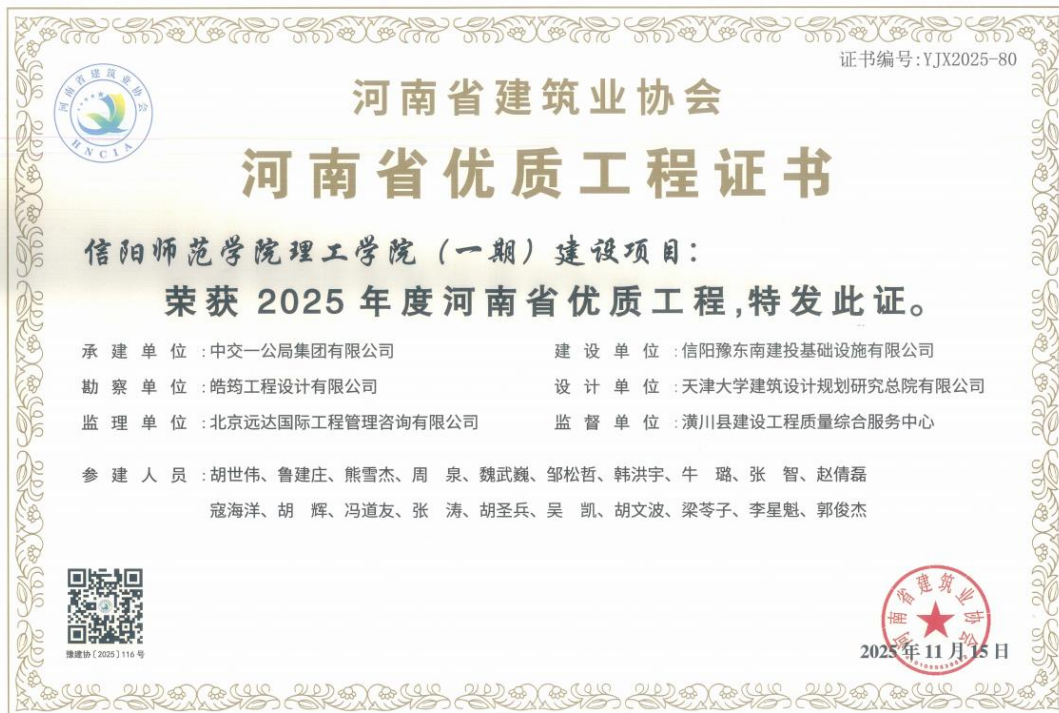 证书编号:YJX2025-80
河南省建筑业协会
HNCIA
河南省建筑业协会
河南省优质工程证书
信阳师范学院理工学院（一期）建设项目：
荣获 2025 年度河南省优质工程,特发此证。
承建单位:中交一公局集团有限公司 建设单位:信阳豫东南建投基础设施有限公司
勘察单位:皓筠工程设计有限公司 设计单位:天津大学建筑设计规划研究总院有限公司
监理单位:北京远达国际工程管理咨询有限公司 监督单位:潢川县建设工程质量综合服务中心
参建人员:胡世伟、鲁建庄、熊雪杰、周 泉、魏武巍、邹松哲、韩洪宇、牛 璐、张 智、赵倩磊
寇海洋、胡 辉、冯道友、张 涛、胡圣兵、吴 凯、胡文波、梁苓子、李星魁、郭俊杰
豫建协〔2025〕116号
河南省建筑业协会
2025年11月15日